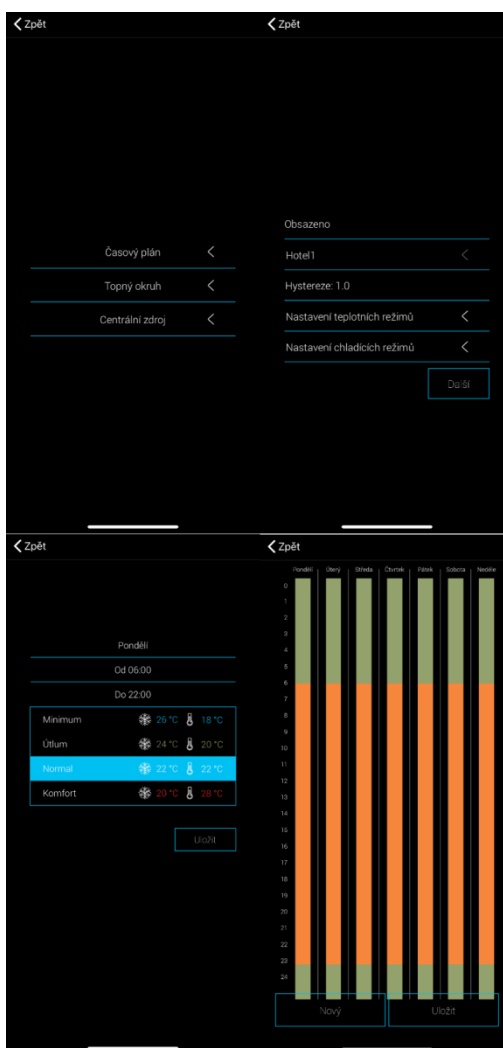 Zpět
Časový plán
Topný okruh
Centrální zdroj
Zpět
Obsazeno
Hotel1
Hystereze: 1.0
Nastavení teplotních režimů
Nastavení chladících režimů
Další
Zpět
Pondělí
Od 06:00
Do 22:00
Minimum 26 °C 18 °C
Útlum 24 °C 20 °C
Normal 22 °C 22 °C
Komfort 20 °C 28 °C
Uložit
Zpět
Pondělí Úterý Středa Čtvrtek Pátek Sobota Neděle
0
1
2
3
4
5
6
7
8
9
10
11
12
13
14
15
16
17
18
19
20
21
22
23
24
Nový Uložit